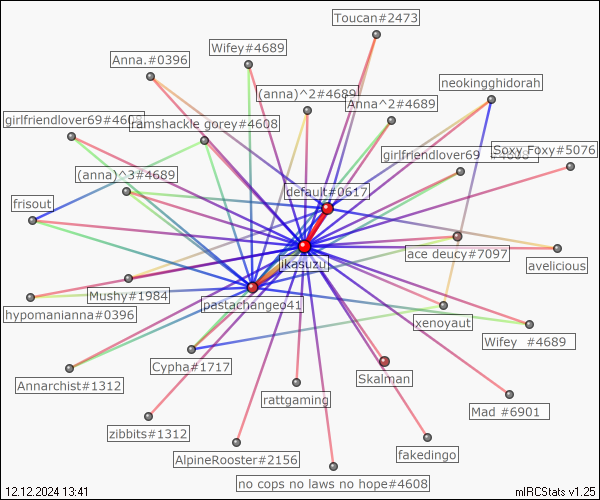 Toucan#2473
Wifey#4689
Anna.#0396
neokingghidorah
(anna)^2#4689
Anna^2#4689
girlfriendlover69#4608
ramshackle gorey#4608
Soxy Foxy#5076
girlfriendlover69
(anna)^3#4689
default#0617
frisout
ikasuzu
ace deucy#7097
avelicious
Mushy#1984
pastachangeo41
hypomanianna#0396
xenoyaut
Wifey #4689
Cypha#1717
Skalman
Annarchist#1312
rattgaming
Mad #6901
zibbits#1312
fakedingo
AlpineRooster#2156
no cops no laws no hope#4608
12.12.2024 13:41
mIRCStats v1.25